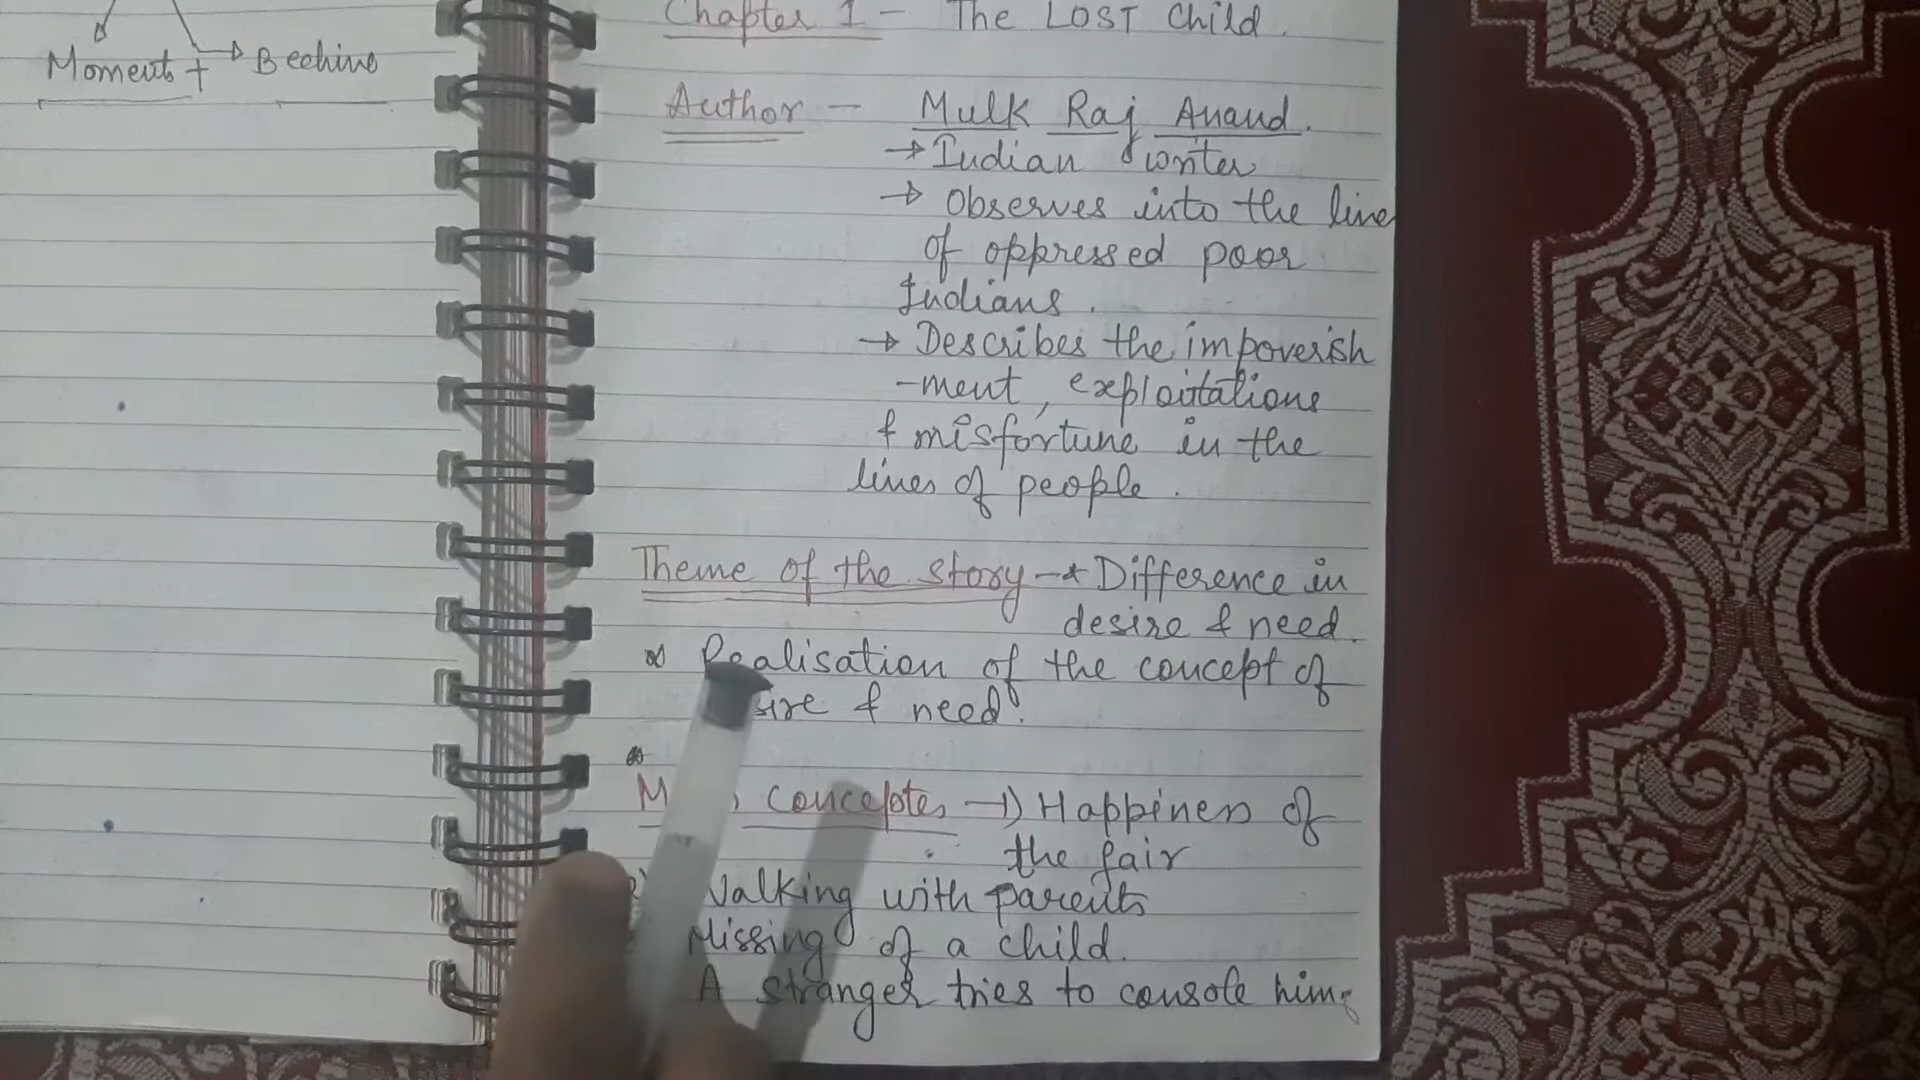 Moments + Beehive
Chapter 1 - The LOST Child.
Author - Mulk Raj Anand.
→ Indian writer
→ Observes into the lives
of oppressed poor
Indians.
→ Describes the impoverish
-ment, exploitations
& misfortune in the
lives of people.
Theme of the story -* Difference in
desire & need.
* Realisation of the concept of
sire & need.
M concepts - 1) Happiness of
the fair
Walking with parents
Missing of a child.
A stranger tries to console him,